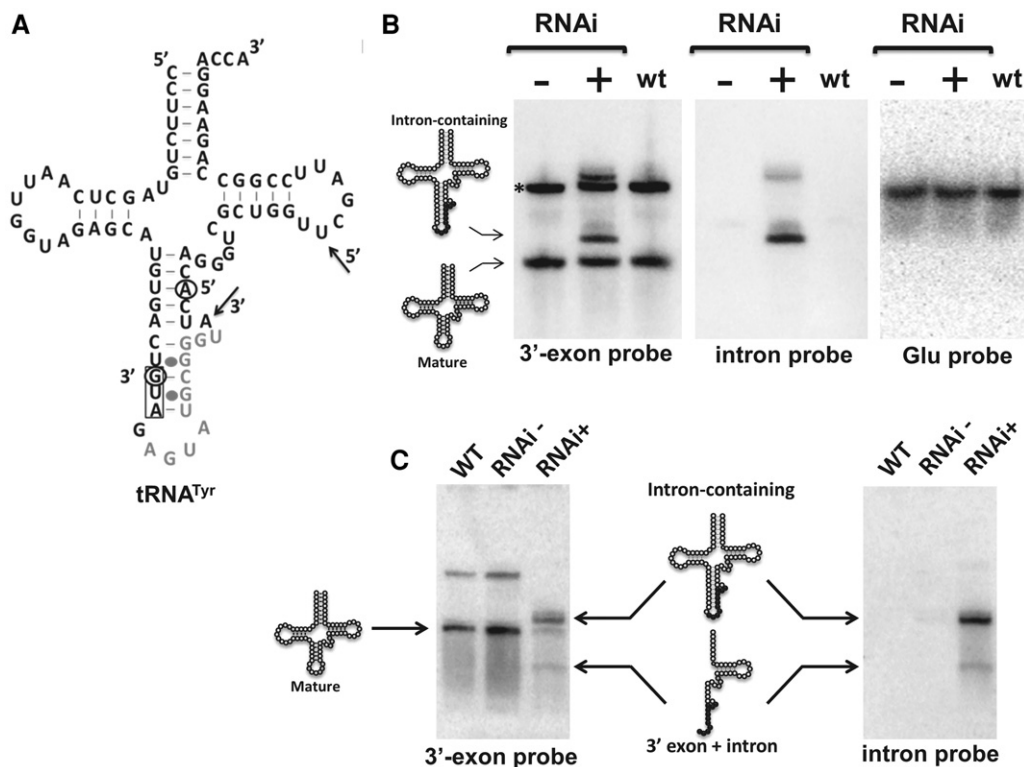 A
5' ACCA 3'
C – G
C – G
U – A
U – A
C – G
U – A
G – C
U
A
U U A A C U C G A
U G G U A G A G C A
C C G G C C U U A G C
G C U G G U U
5'
U G G G A
U C
G A 5'
U C
G U A 3'
A G G U
C G
U G
3' G C
U G
A U
G A
A G U
tRNATyr
B
RNAi RNAi RNAi
- + wt - + wt - + wt
Intron-containing
*
Mature
3'-exon probe
intron probe
Glu probe
C
WT RNAi - RNAi+
Intron-containing
WT RNAi - RNAi+
Mature
3' exon + intron
3'-exon probe
intron probe